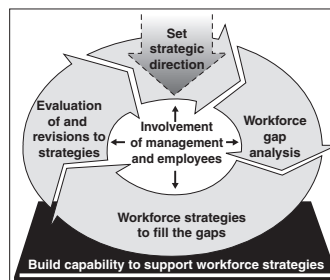 Set
strategic
direction
Evaluation of
and
revisions to
strategies
Involvement
of management
and employees
Workforce
gap
analysis
Workforce strategies
to fill the gaps
Build capability to support workforce strategies